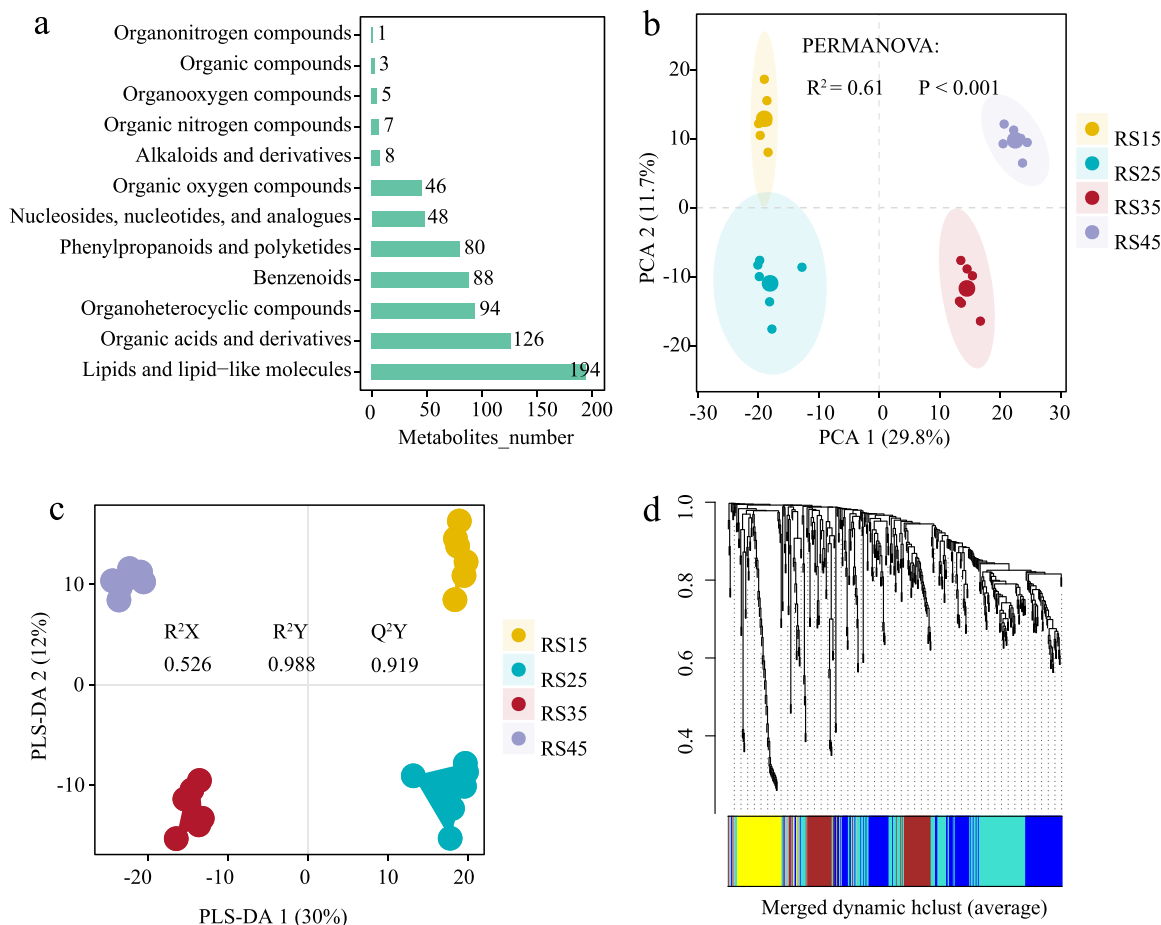 a
Organonitrogen compounds 1
Organic compounds 3
Organooxygen compounds 5
Organic nitrogen compounds 7
Alkaloids and derivatives 8
Organic oxygen compounds 46
Nucleosides, nucleotides, and analogues 48
Phenylpropanoids and polyketides 80
Benzenoids 88
Organoheterocyclic compounds 94
Organic acids and derivatives 126
Lipids and lipid−like molecules 194
0 50 100 150 200
Metabolites_number
b
PERMANOVA:
R² = 0.61 P < 0.001
20
10
0
-10
-20
PCA 2 (11.7%)
-30 -20 -10 0 10 20 30
PCA 1 (29.8%)
RS15
RS25
RS35
RS45
c
R²X R²Y Q²Y
0.526 0.988 0.919
10
0
-10
PLS-DA 2 (12%)
-20 -10 0 10 20
PLS-DA 1 (30%)
RS15
RS25
RS35
RS45
d
1.0
0.8
0.6
0.4
Merged dynamic hclust (average)